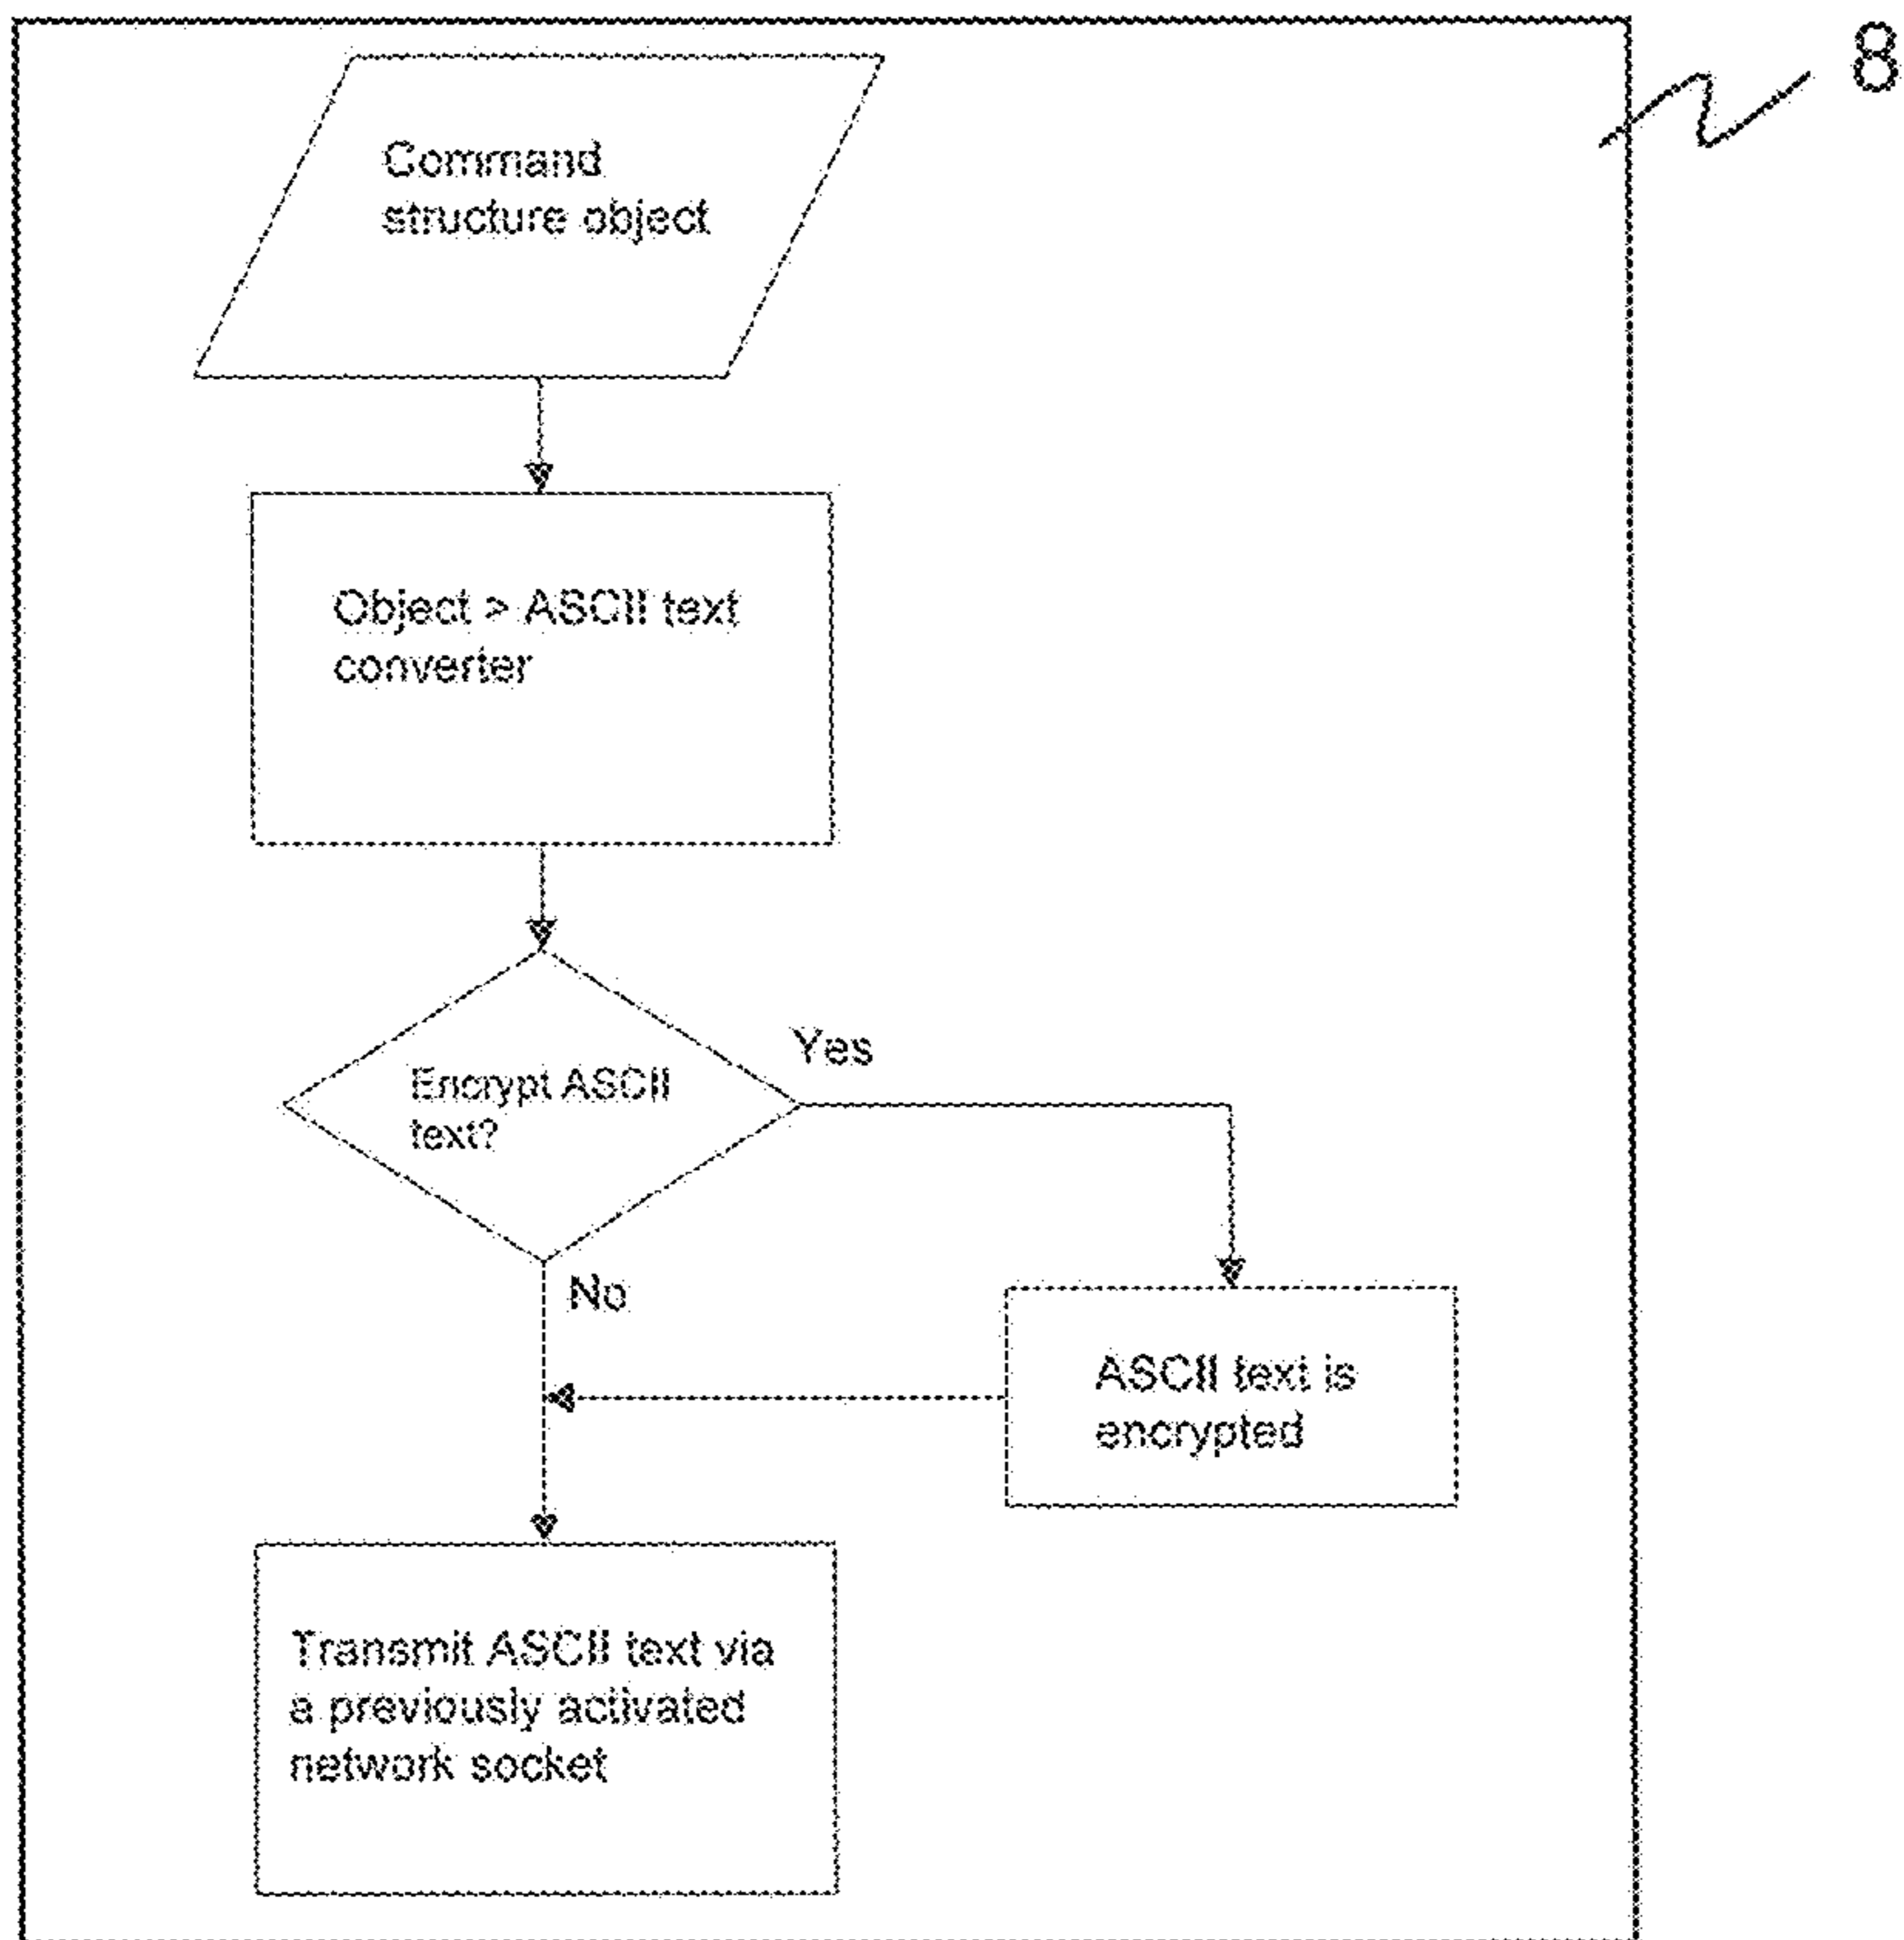 8
Command
structure object
Object > ASCII text
converter
Encrypt ASCII
text?
Yes
No
ASCII text is
encrypted
Transmit ASCII text via
a previously activated
network socket